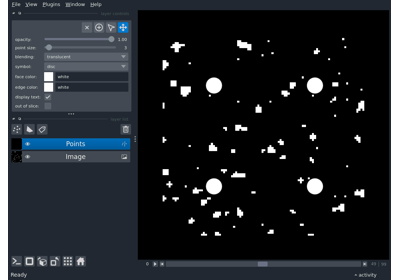 File View Plugins Window Help
opacity: 1.00
point size: 3
blending: translucent
symbol: disc
face color: white
edge color: white
display text: ✓
out of slice:
Points
Image
0
Ready
activity